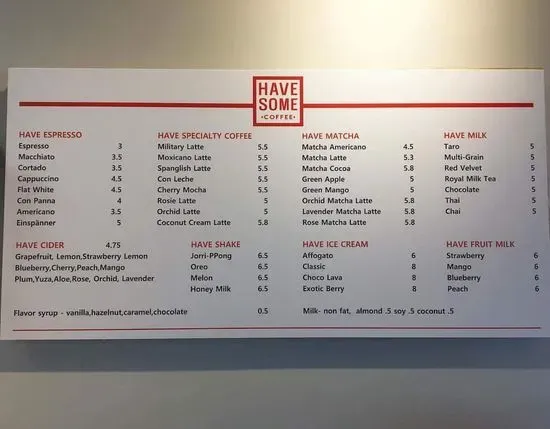 HAVE
SOME
·COFFEE·
HAVE ESPRESSO
Espresso 3
Macchiato 3.5
Cortado 3.5
Cappuccino 4.5
Flat White 4.5
Con Panna 4
Americano 3.5
Einspänner 5
HAVE SPECIALTY COFFEE
Military Latte 5.5
Moxicano Latte 5.5
Spanglish Latte 5.5
Con Leche 5.5
Cherry Mocha 5.5
Rosie Latte 5
Orchid Latte 5
Coconut Cream Latte 5.8
HAVE MATCHA
Matcha Americano 4.5
Matcha Latte 5.3
Matcha Cocoa 5.8
Green Apple 5
Green Mango 5
Orchid Matcha Latte 5.8
Lavender Matcha Latte 5.8
Rose Matcha Latte 5.8
HAVE MILK
Taro 5
Multi-Grain 5
Red Velvet 5
Royal Milk Tea 5
Chocolate 5
Thai 5
Chai 5
HAVE CIDER 4.75
Grapefruit, Lemon,Strawberry Lemon
Blueberry,Cherry,Peach,Mango
Plum,Yuza,Aloe,Rose, Orchid, Lavender
HAVE SHAKE
Jorri-PPong 6.5
Oreo 6.5
Melon 6.5
Honey Milk 6.5
HAVE ICE CREAM
Affogato 6
Classic 8
Choco Lava 8
Exotic Berry 8
HAVE FRUIT MILK
Strawberry 6
Mango 6
Blueberry 6
Peach 6
Flavor syrup - vanilla,hazelnut,caramel,chocolate 0.5
Milk- non fat, almond .5 soy .5 coconut .5